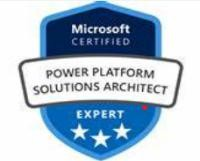 Microsoft
CERTIFIED
POWER PLATFORM
SOLUTIONS ARCHITECT
EXPERT